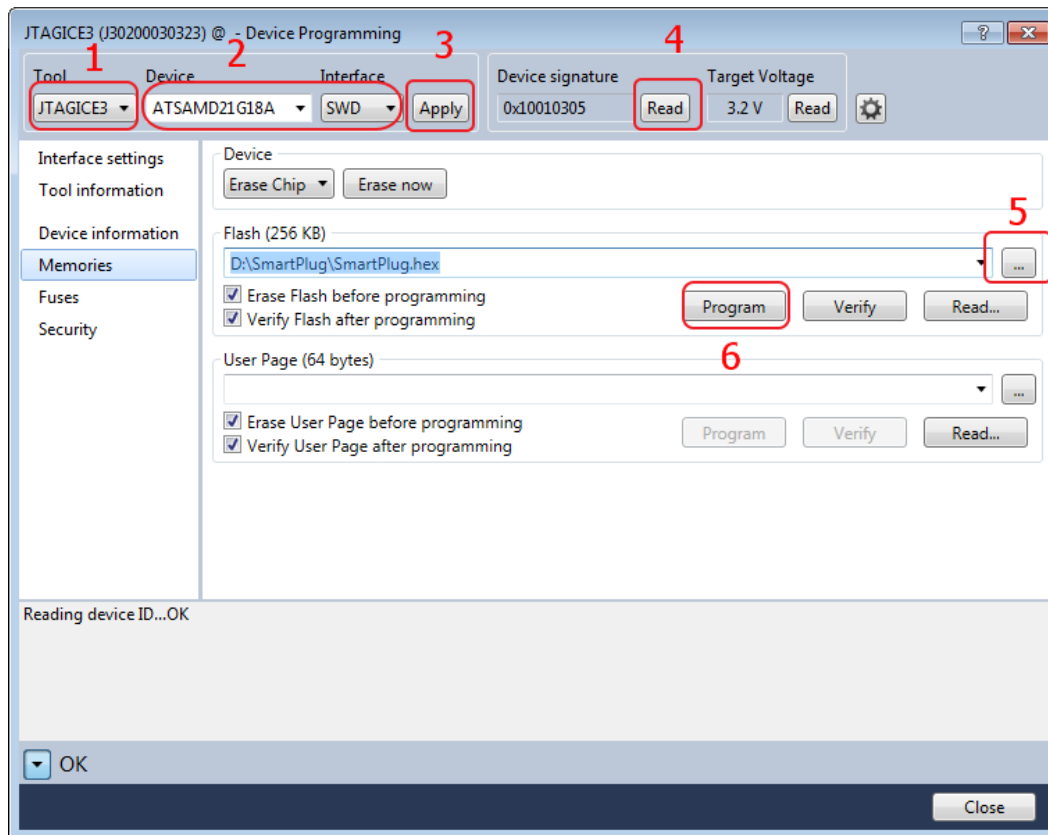 JTAGICE3 (J30200030323) @  - Device Programming
1 2 3 4
Tool Device Interface Device signature Target Voltage
JTAGICE3 ATSAMD21G18A SWD Apply 0x10010305 Read 3.2 V Read
Interface settings
Tool information
Device information
Memories
Fuses
Security
Device
Erase Chip Erase now
5
Flash (256 KB)
D:\SmartPlug\SmartPlug.hex ...
Erase Flash before programming
Verify Flash after programming
Program Verify Read...
6
User Page (64 bytes)
...
Erase User Page before programming
Verify User Page after programming
Program Verify Read...
Reading device ID...OK
OK
Close